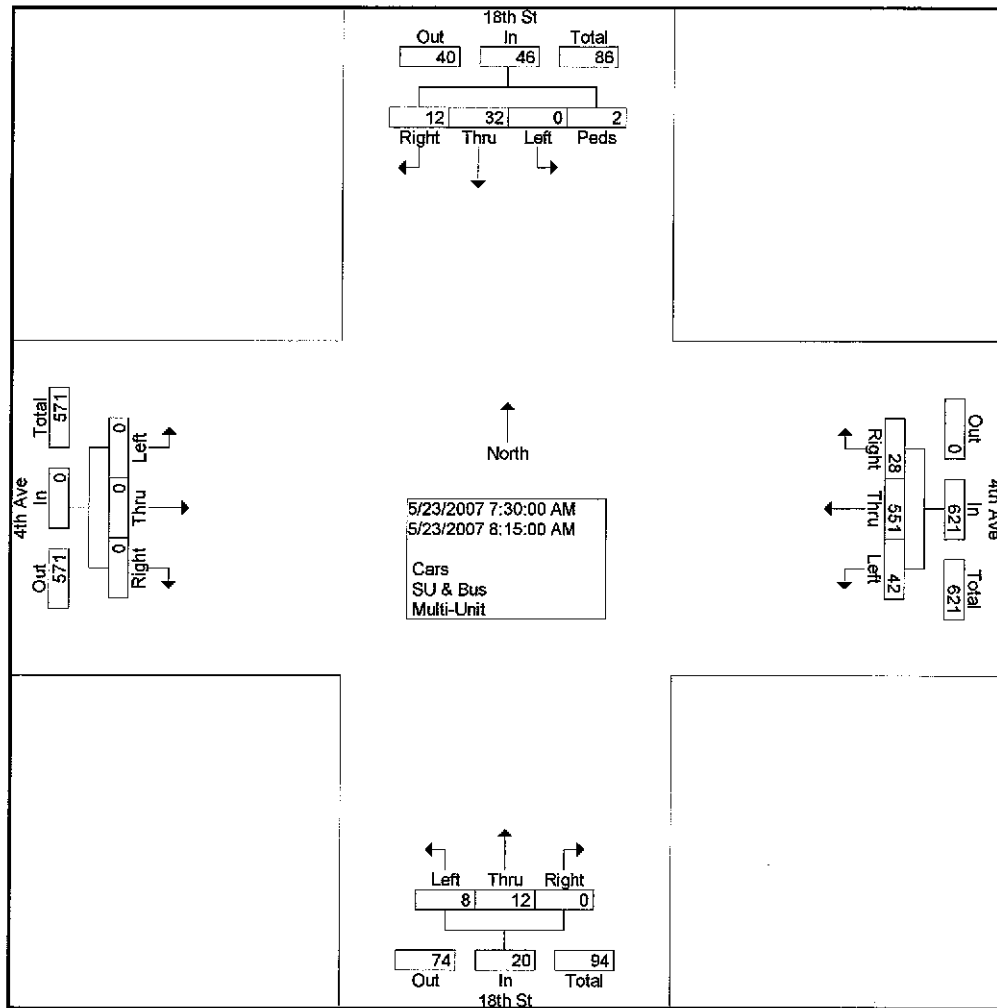 18th St
Out In Total
40 46 86
12 32 0 2
Right Thru Left Peds
4th Ave
Total 571
In 0
Out 571
0 Left
0 Thru
0 Right
North
5/23/2007 7:30:00 AM
5/23/2007 8:15:00 AM
Cars
SU & Bus
Multi-Unit
Right 28
Thru 551
Left 42
Out 0
In 621
Total 621
4th Ave
Left Thru Right
8 12 0
74 20 94
Out In Total
18th St